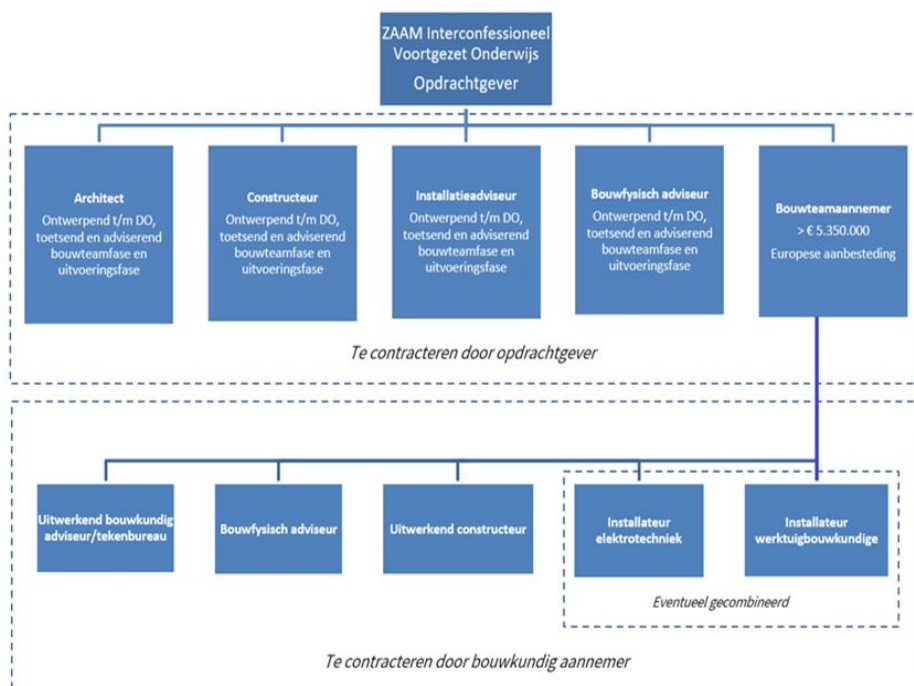 ZAAM Interconfessioneel
Voortgezet Onderwijs
Opdrachtgever
Architect
Ontwerpend t/m DO,
toetsend en adviserend
bouwteamfase en
uitvoeringsfase
Constructeur
Ontwerpend t/m DO,
toetsend en adviserend
bouwteamfase en
uitvoeringsfase
Installatieadviseur
Ontwerpend t/m DO,
toetsend en adviserend
bouwteamfase en
uitvoeringsfase
Bouwfysisch adviseur
Ontwerpend t/m DO,
toetsend en adviserend
bouwteamfase en
uitvoeringsfase
Bouwteamaannemer
> € 5.350.000
Europese aanbesteding
Te contracteren door opdrachtgever
Uitwerkend bouwkundig
adviseur/tekenbureau
Bouwfysisch adviseur
Uitwerkend constructeur
Installateur
elektrotechniek
Installateur
werktuigbouwkundige
Eventueel gecombineerd
Te contracteren door bouwkundig aannemer